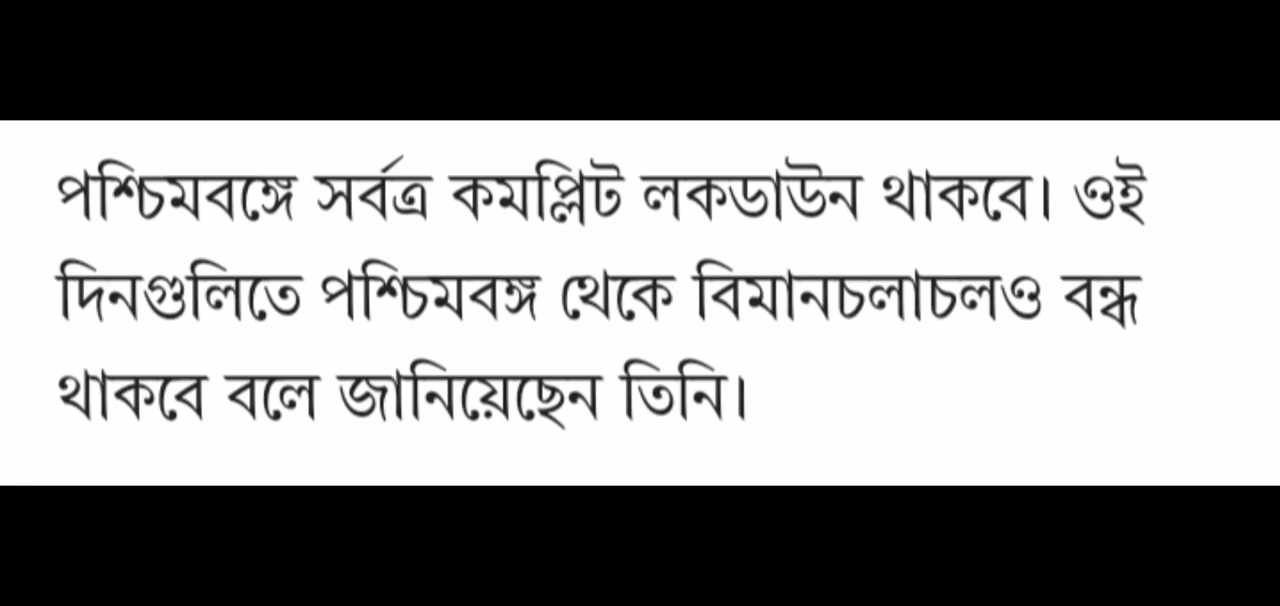 পশ্চিমবঙ্গে সর্বত্র কমপ্লিট লকডাউন থাকবে। ওই
দিনগুলিতে পশ্চিমবঙ্গ থেকে বিমানচলাচলও বন্ধ
থাকবে বলে জানিয়েছেন তিনি।